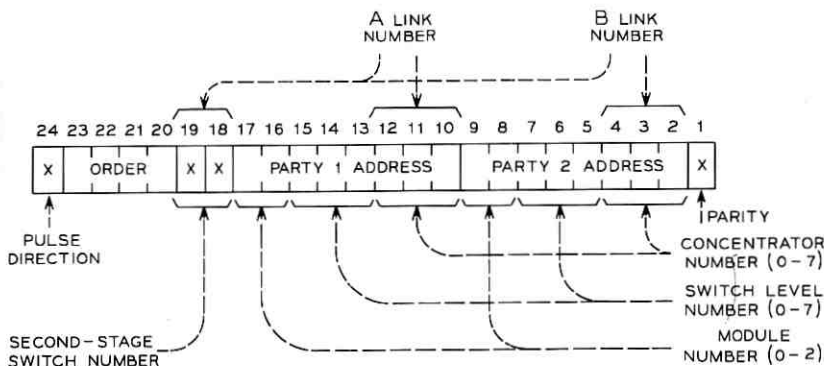 A LINK
NUMBER
B LINK
NUMBER
24 23 22 21 20 19 18 17 16 15 14 13 12 11 10 9 8 7 6 5 4 3 2 1
X ORDER X X PARTY 1 ADDRESS PARTY 2 ADDRESS X
PULSE
DIRECTION
PARITY
CONCENTRATOR
NUMBER (0-7)
SWITCH LEVEL
NUMBER (0-7)
SECOND-STAGE
SWITCH NUMBER
MODULE
NUMBER (0-2)